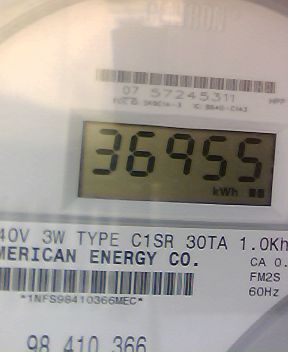 07 57245311
36955
kWh
40V 3W TYPE C1SR 30TA 1.0Kh
MERICAN ENERGY CO.
CA 0.
FM2S
60Hz
*1NFS98410366MEC*
98 410 366